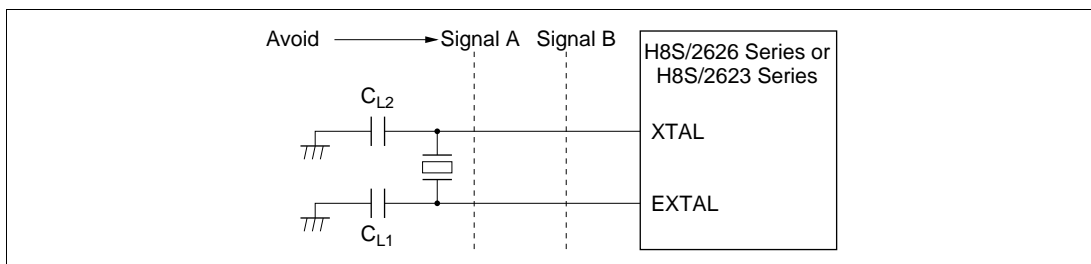 Avoid Signal A Signal B
H8S/2626 Series or
H8S/2623 Series
CL2
XTAL
EXTAL
CL1